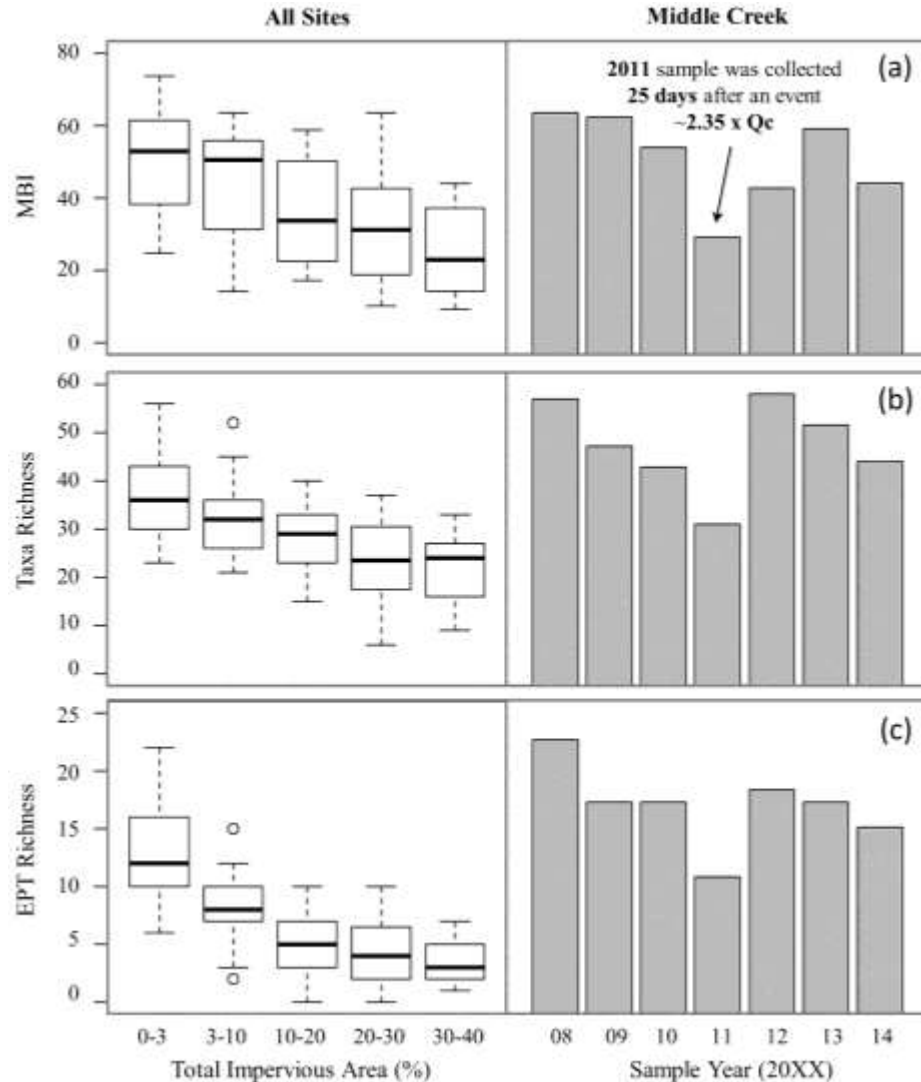 All Sites
Middle Creek
(a)
2011 sample was collected
25 days after an event
~2.35 x Qc
MBI
80
60
40
20
0
(b)
Taxa Richness
60
50
40
30
20
10
0
(c)
EPT Richness
25
20
15
10
5
0
0-3 3-10 10-20 20-30 30-40
08 09 10 11 12 13 14
Total Impervious Area (%)
Sample Year (20XX)